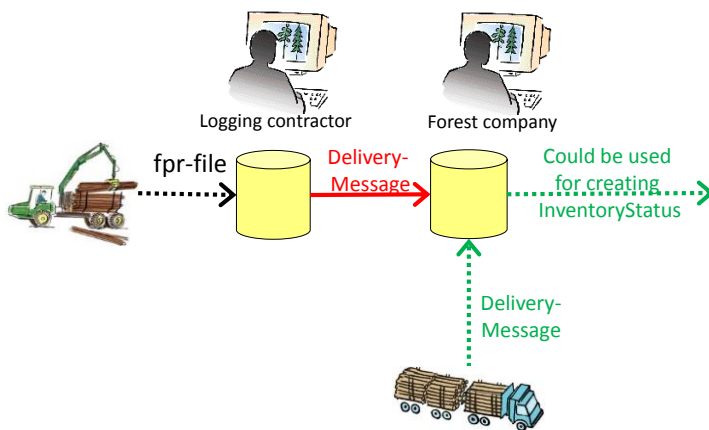 Logging contractor
Forest company
fpr-file
Delivery-
Message
Could be used
for creating
InventoryStatus
Delivery-
Message